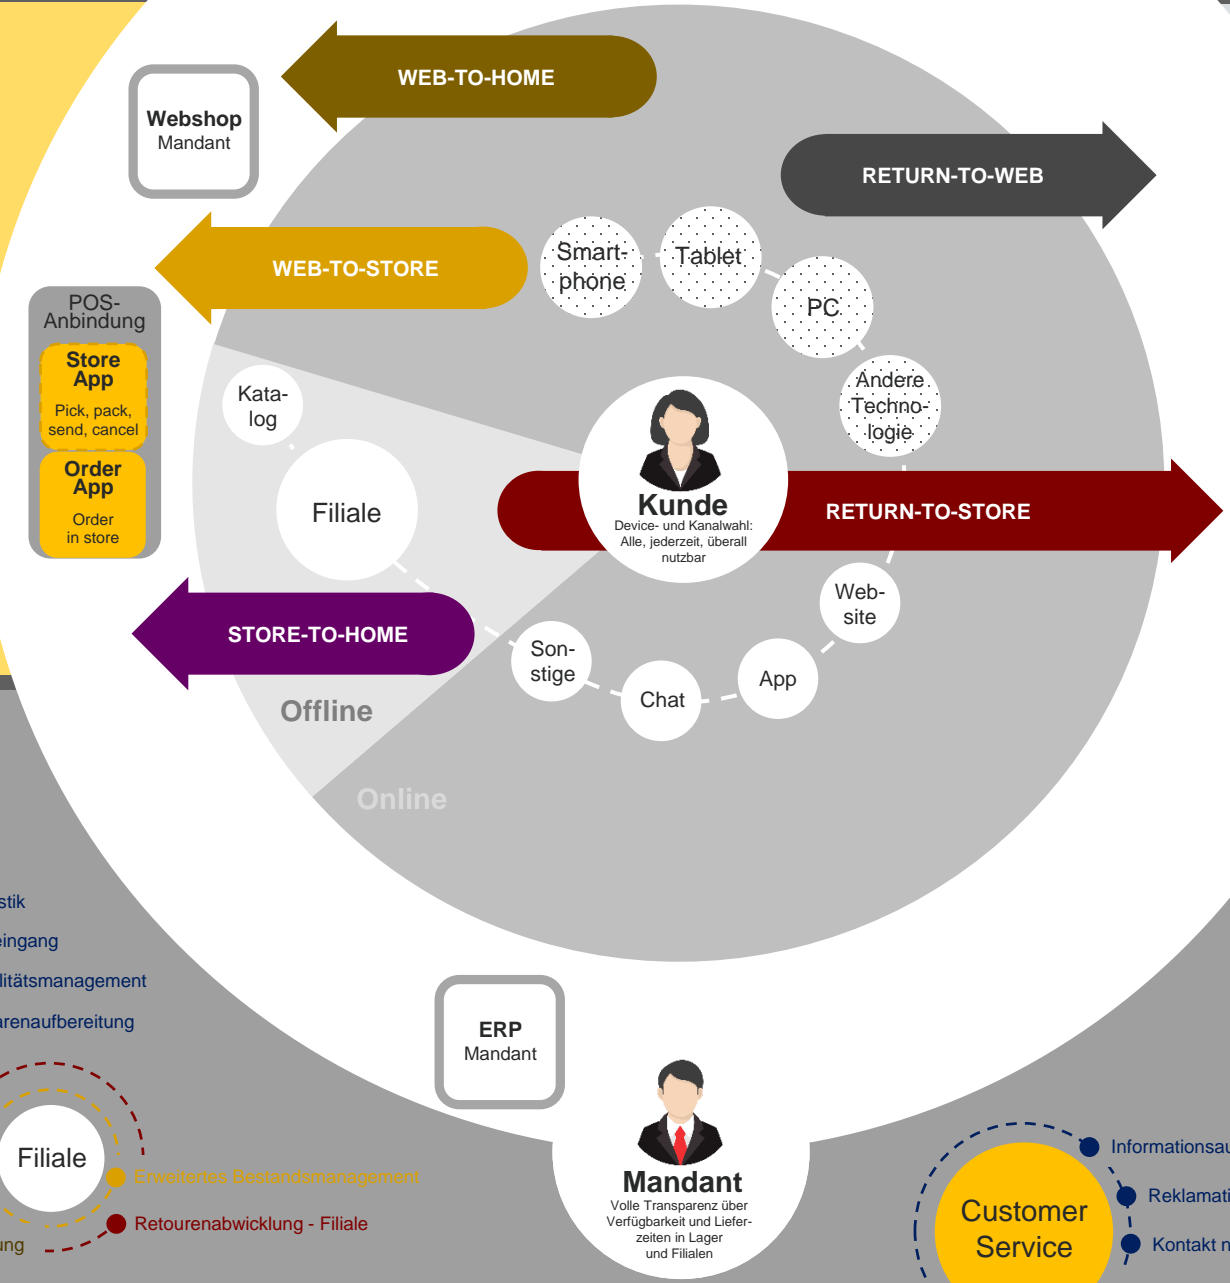 WEB-TO-HOME
Webshop
Mandant
RETURN-TO-WEB
WEB-TO-STORE
Smart-
phone
Tablet
PC
POS-
Anbindung
Store
App
Pick, pack,
send, cancel
Order
App
Order
in store
Kata-
log
Andere
Techno-
logie
Filiale
Kunde
Device- und Kanalwahl:
Alle, jederzeit, überall
nutzbar
RETURN-TO-STORE
Web-
site
STORE-TO-HOME
Son-
stige
Chat
App
Offline
Online
stik
eingang
litätsmanagement
arenaufbereitung
ERP
Mandant
Filiale
Erweitertes Bestandsmanagement
Retourenabwicklung - Filiale
ung
Mandant
Volle Transparenz über
Verfügbarkeit und Liefer-
zeiten in Lager
und Filialen
Customer
Service
Informationsau
Reklamati
Kontakt n